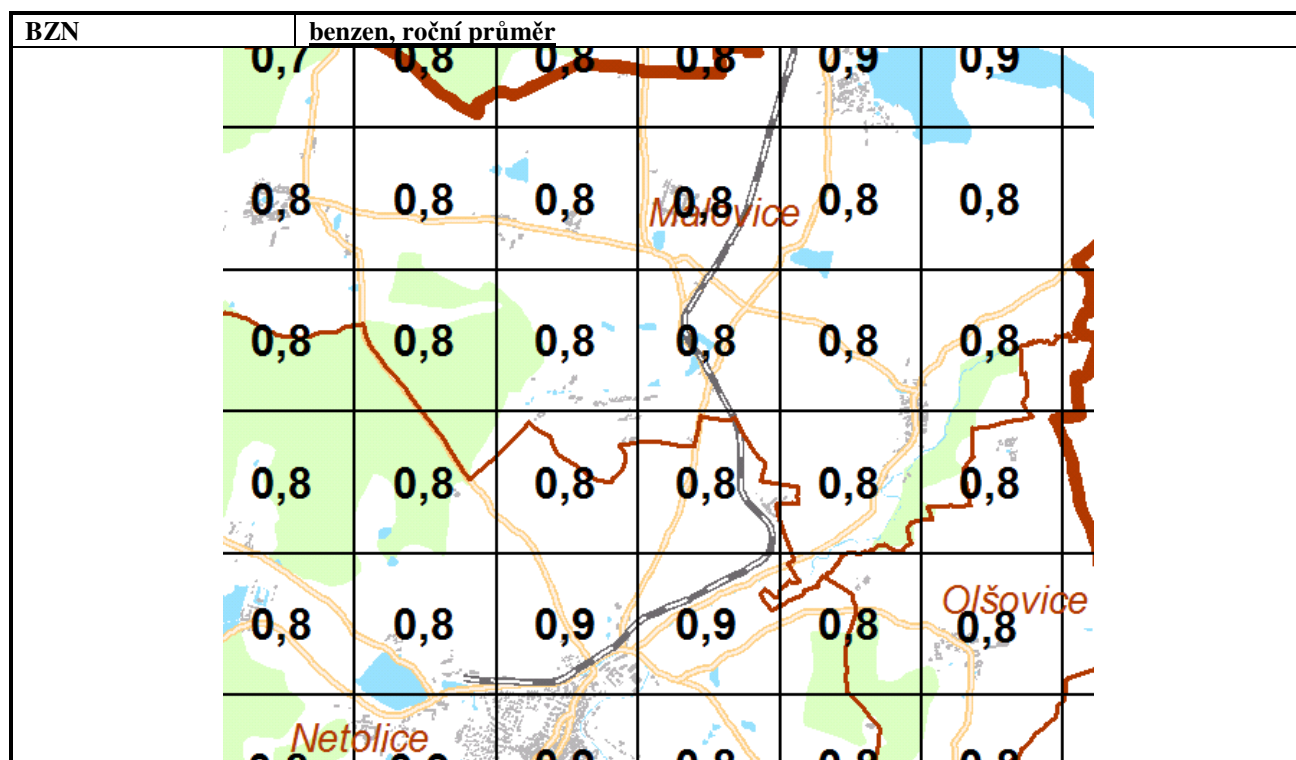 BZN benzen, roční průměr
0,7 0,8 0,8 0,8 0,9 0,9
0,8 0,8 0,8 0,8 0,8 0,8
Malovice
0,8 0,8 0,8 0,8 0,8 0,8
0,8 0,8 0,8 0,8 0,8 0,8
Olšovice
0,8 0,8 0,9 0,9 0,8 0,8
Netolice